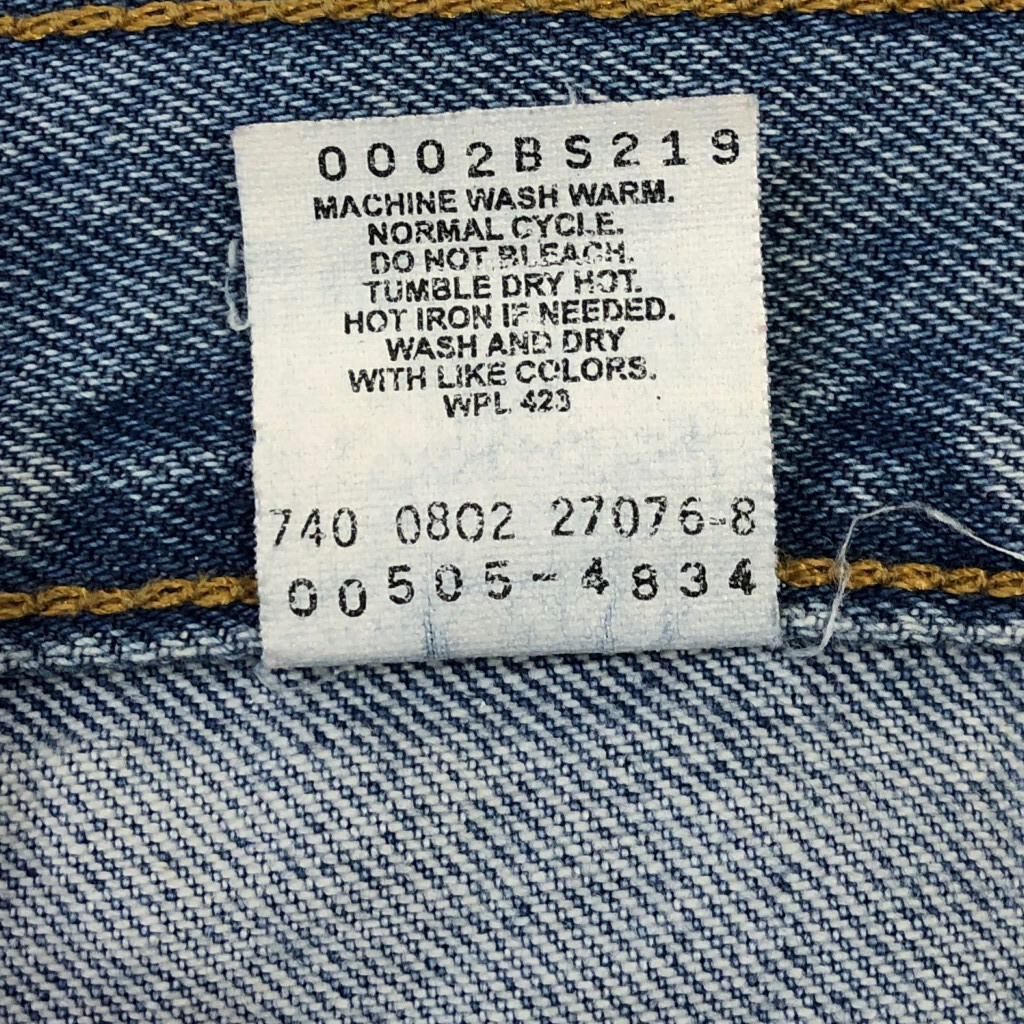 0002BS219
MACHINE WASH WARM.
NORMAL CYCLE.
DO NOT BLEACH.
TUMBLE DRY HOT.
HOT IRON IF NEEDED.
WASH AND DRY
WITH LIKE COLORS.
WPL 423
740 0802 27076-8
00505-4834